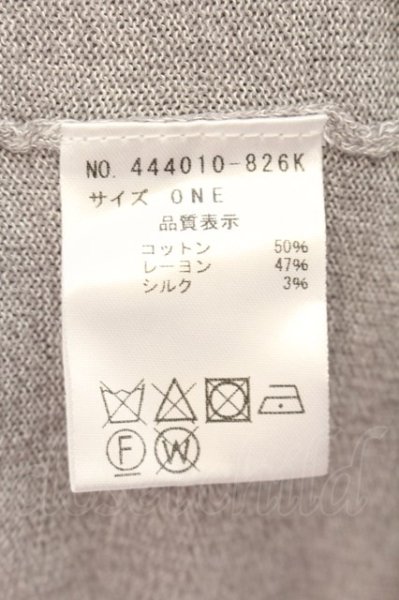 NO. 444010-826K
サイズ ONE
品質表示
コットン 50%
レーヨン 47%
シルク 3%
F W
closetchild